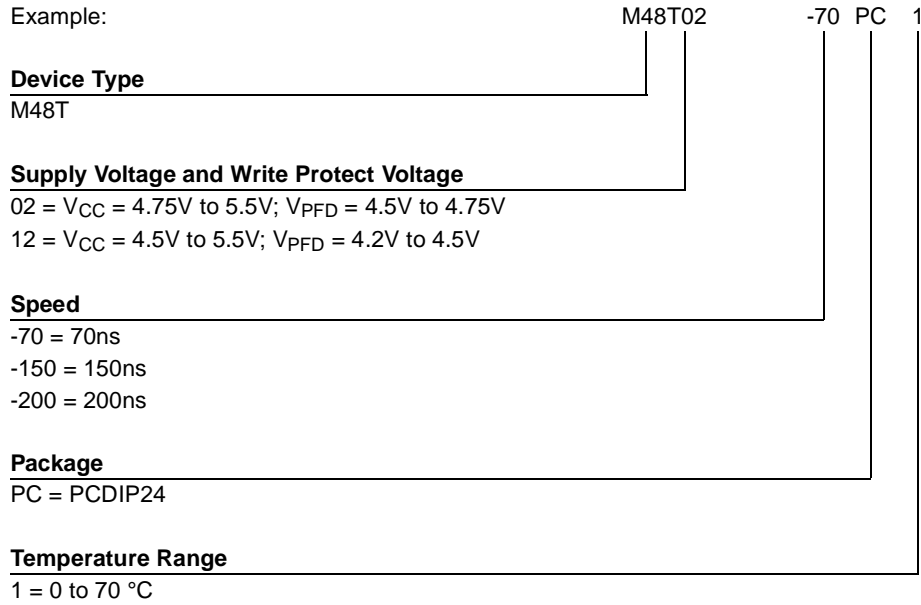 Example: M48T02 -70 PC 1
Device Type
M48T
Supply Voltage and Write Protect Voltage
02 = VCC = 4.75V to 5.5V; VPFD = 4.5V to 4.75V
12 = VCC = 4.5V to 5.5V; VPFD = 4.2V to 4.5V
Speed
-70 = 70ns
-150 = 150ns
-200 = 200ns
Package
PC = PCDIP24
Temperature Range
1 = 0 to 70 °C